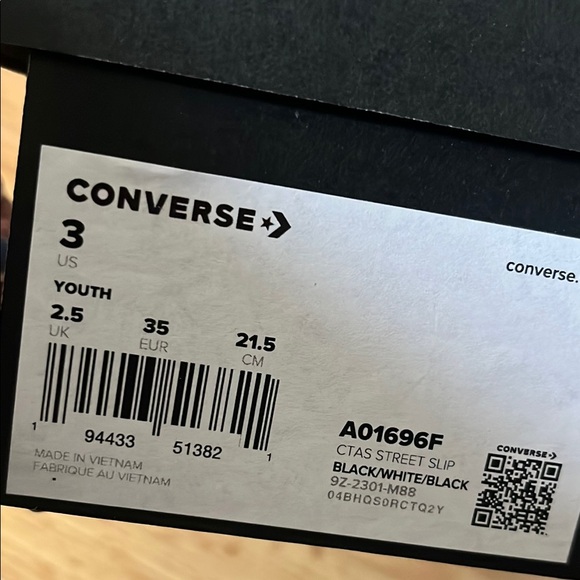 CONVERSE
3
US
converse.
YOUTH
2.5 35 21.5
UK EUR CM
1 94433 51382 1
MADE IN VIETNAM
FABRIQUE AU VIETNAM
A01696F
CTAS STREET SLIP
BLACK/WHITE/BLACK
9Z-2301-M88
04BHQS0RCTQ2Y
CONVERSE